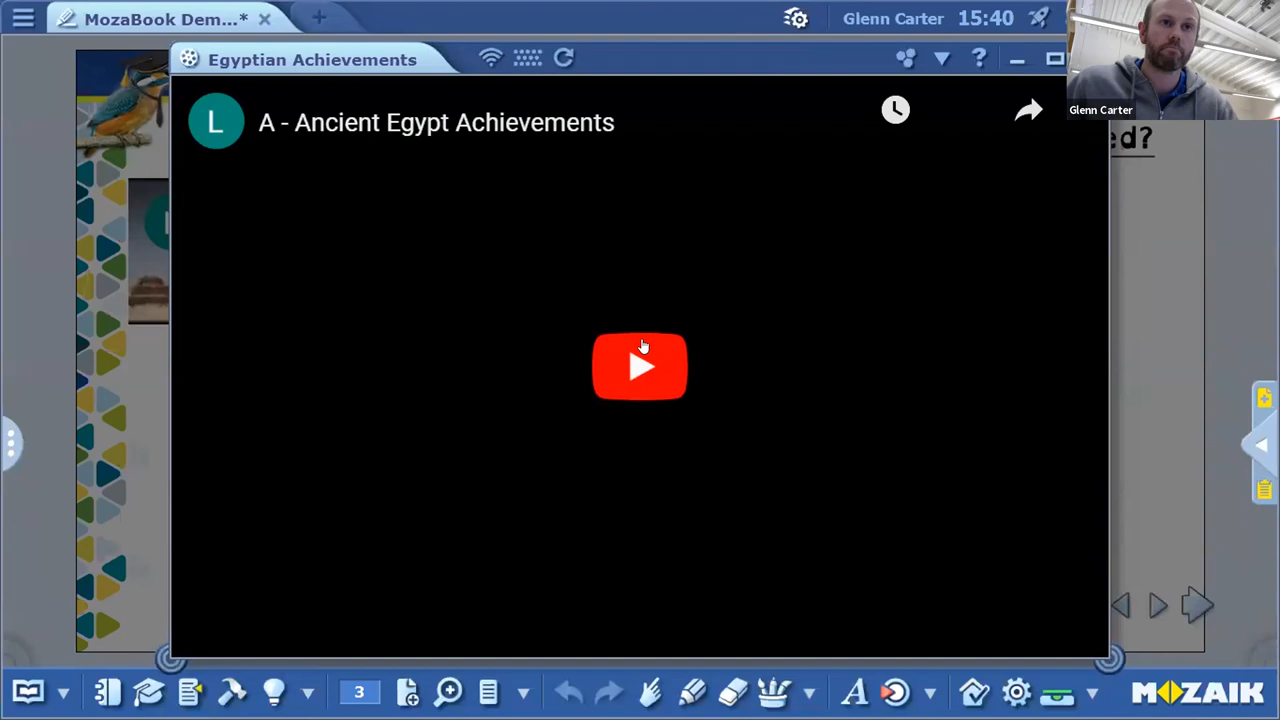 MozaBook Dem...*
Glenn Carter 15:40
Egyptian Achievements
Glenn Carter
L A - Ancient Egypt Achievements
ed?
3
A
MOZAIK